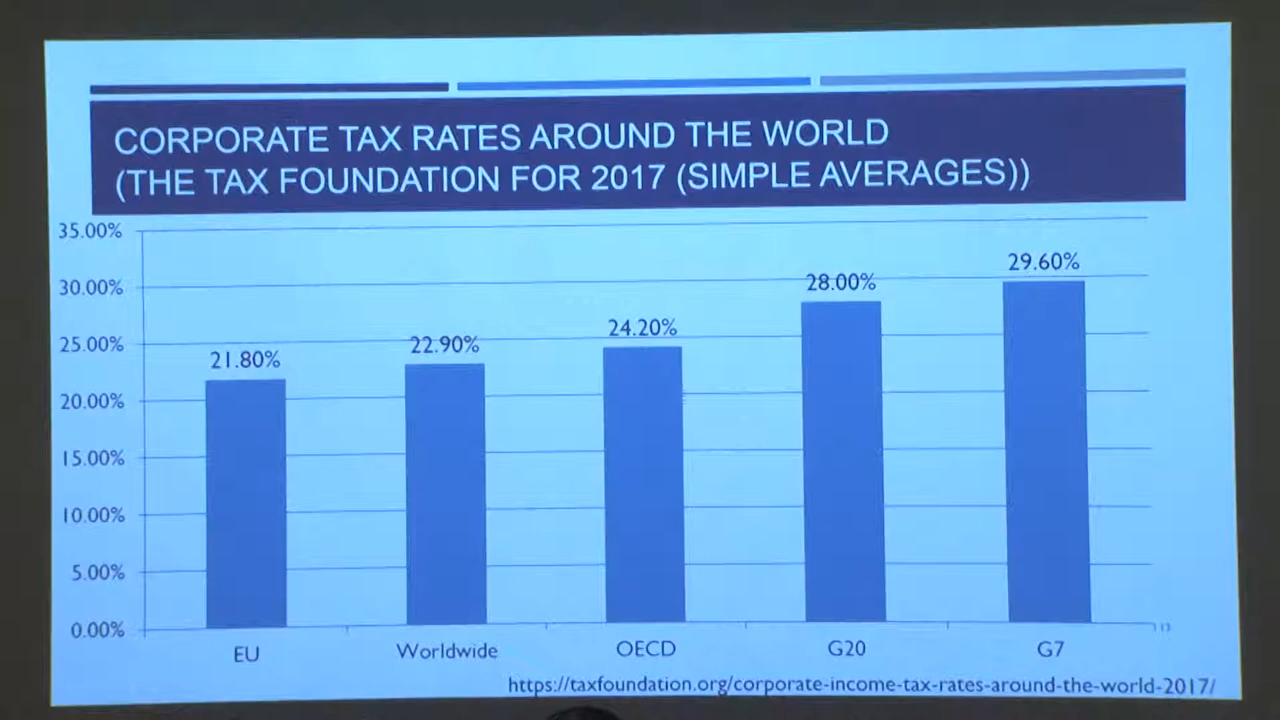 CORPORATE TAX RATES AROUND THE WORLD
(THE TAX FOUNDATION FOR 2017 (SIMPLE AVERAGES))
35.00%
30.00%
25.00%
20.00%
15.00%
10.00%
5.00%
0.00%
21.80%
22.90%
24.20%
28.00%
29.60%
EU
Worldwide
OECD
G20
G7
https://taxfoundation.org/corporate-income-tax-rates-around-the-world-2017/